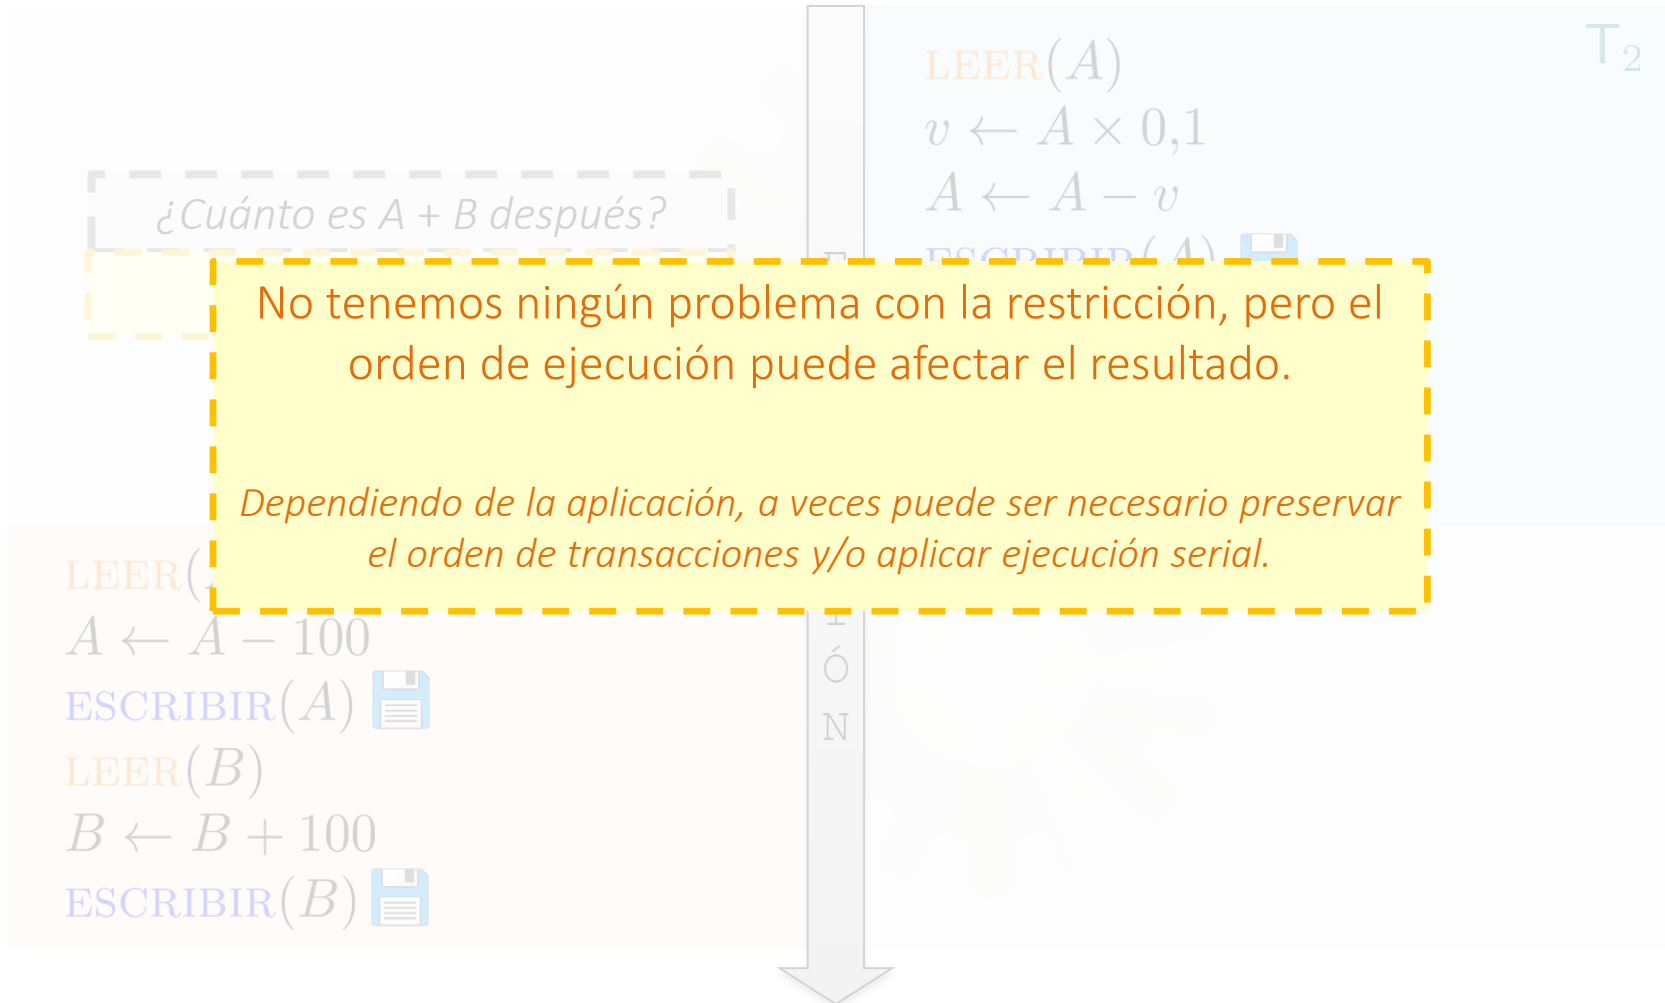 LEER(A)
T₂
v ← A × 0,1
A ← A − v
¿Cuánto es A + B después?
ESCRIBIR(A)
No tenemos ningún problema con la restricción, pero el
orden de ejecución puede afectar el resultado.
Dependiendo de la aplicación, a veces puede ser necesario preservar
el orden de transacciones y/o aplicar ejecución serial.
LEER(
A ← A − 100
ESCRIBIR(A)
LEER(B)
B ← B + 100
ESCRIBIR(B)
E
I
Ó
N